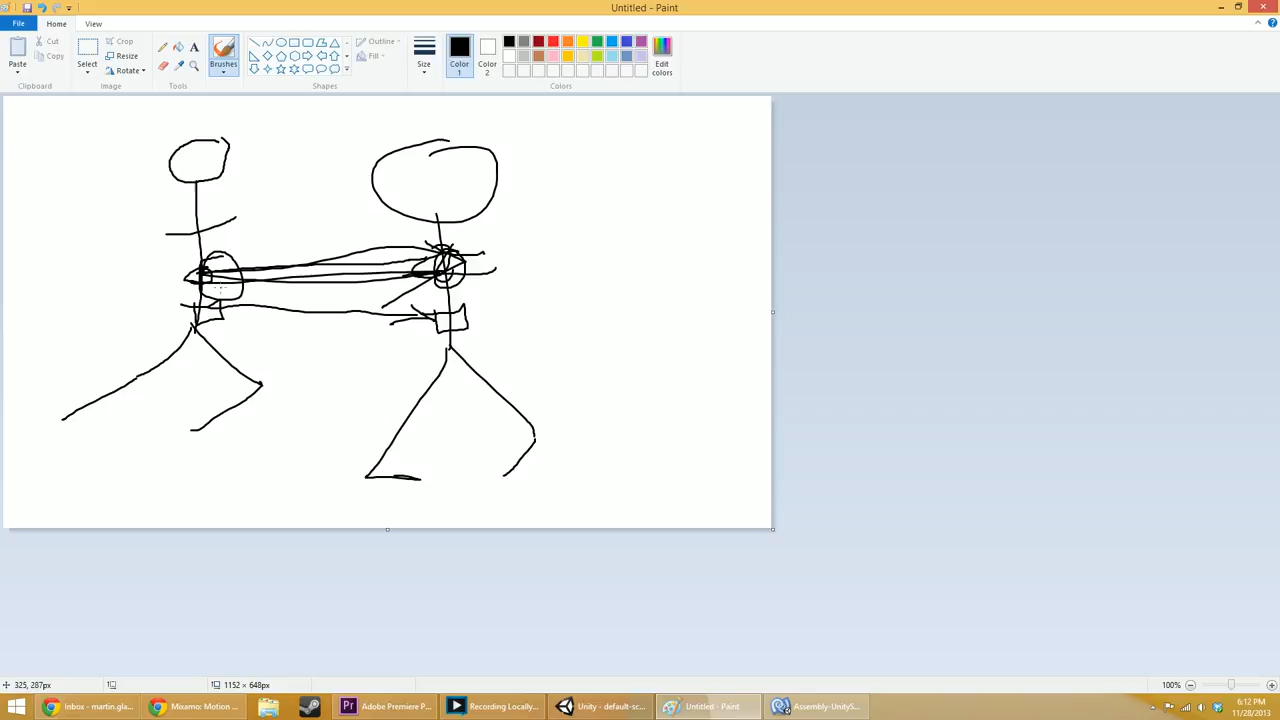 Untitled - Paint
File Home View
Paste
Cut
Copy
Clipboard
Select
Crop
Resize
Rotate
Image
A
Tools
Brushes
Outline
Fill
Shapes
Size
Color 1
Color 2
Edit colors
Colors
325, 287px
1152 × 648px
100%
Inbox - martin.gla...
Mixamo: Motion ...
Pr Adobe Premiere P...
Recording Locally...
Unity - default-sc...
Untitled - Paint
Assembly-UnityS...
6:12 PM
11/28/2013